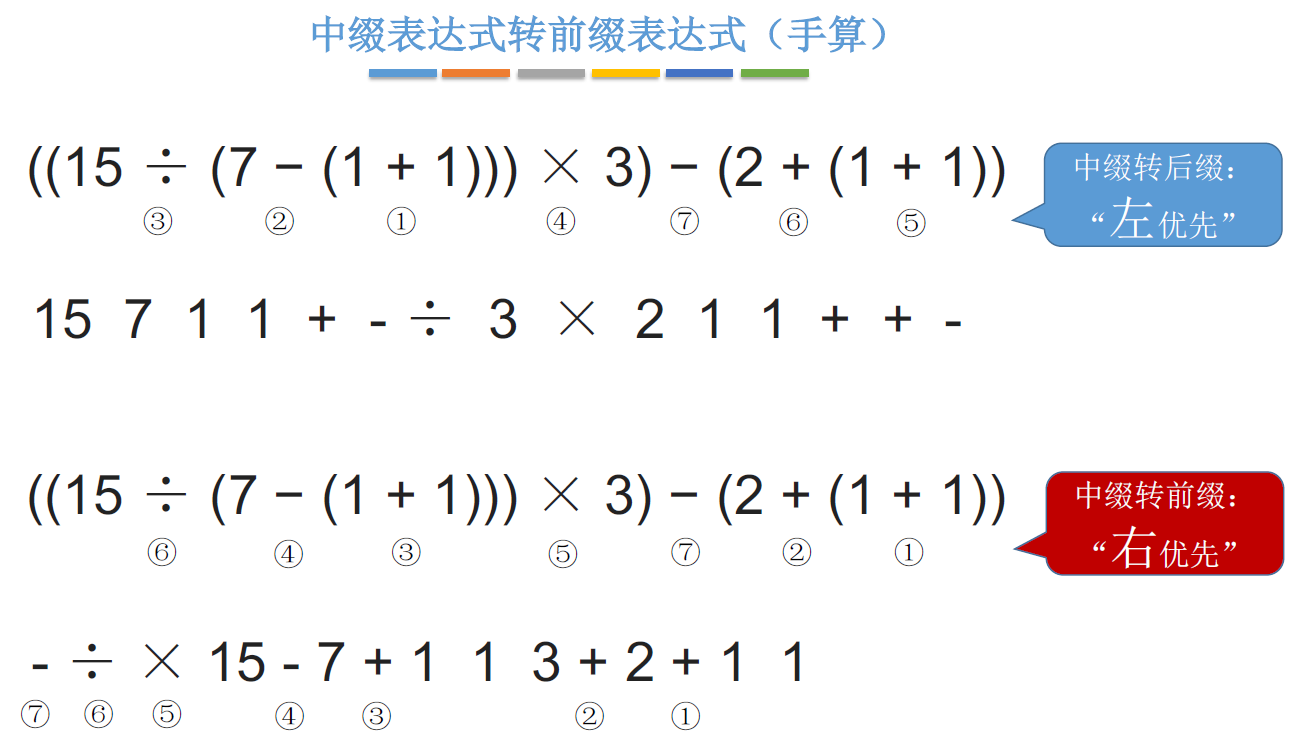 中缀表达式转前缀表达式（手算）
((15 ÷ (7 − (1 + 1))) × 3) − (2 + (1 + 1))
③ ② ① ④ ⑦ ⑥ ⑤
中缀转后缀：
“左优先”
15 7 1 1 + - ÷ 3 × 2 1 1 + + -
((15 ÷ (7 − (1 + 1))) × 3) − (2 + (1 + 1))
⑥ ④ ③ ⑤ ⑦ ② ①
中缀转前缀：
“右优先”
- ÷ × 15 - 7 + 1 1 3 + 2 + 1 1
⑦ ⑥ ⑤ ④ ③ ② ①